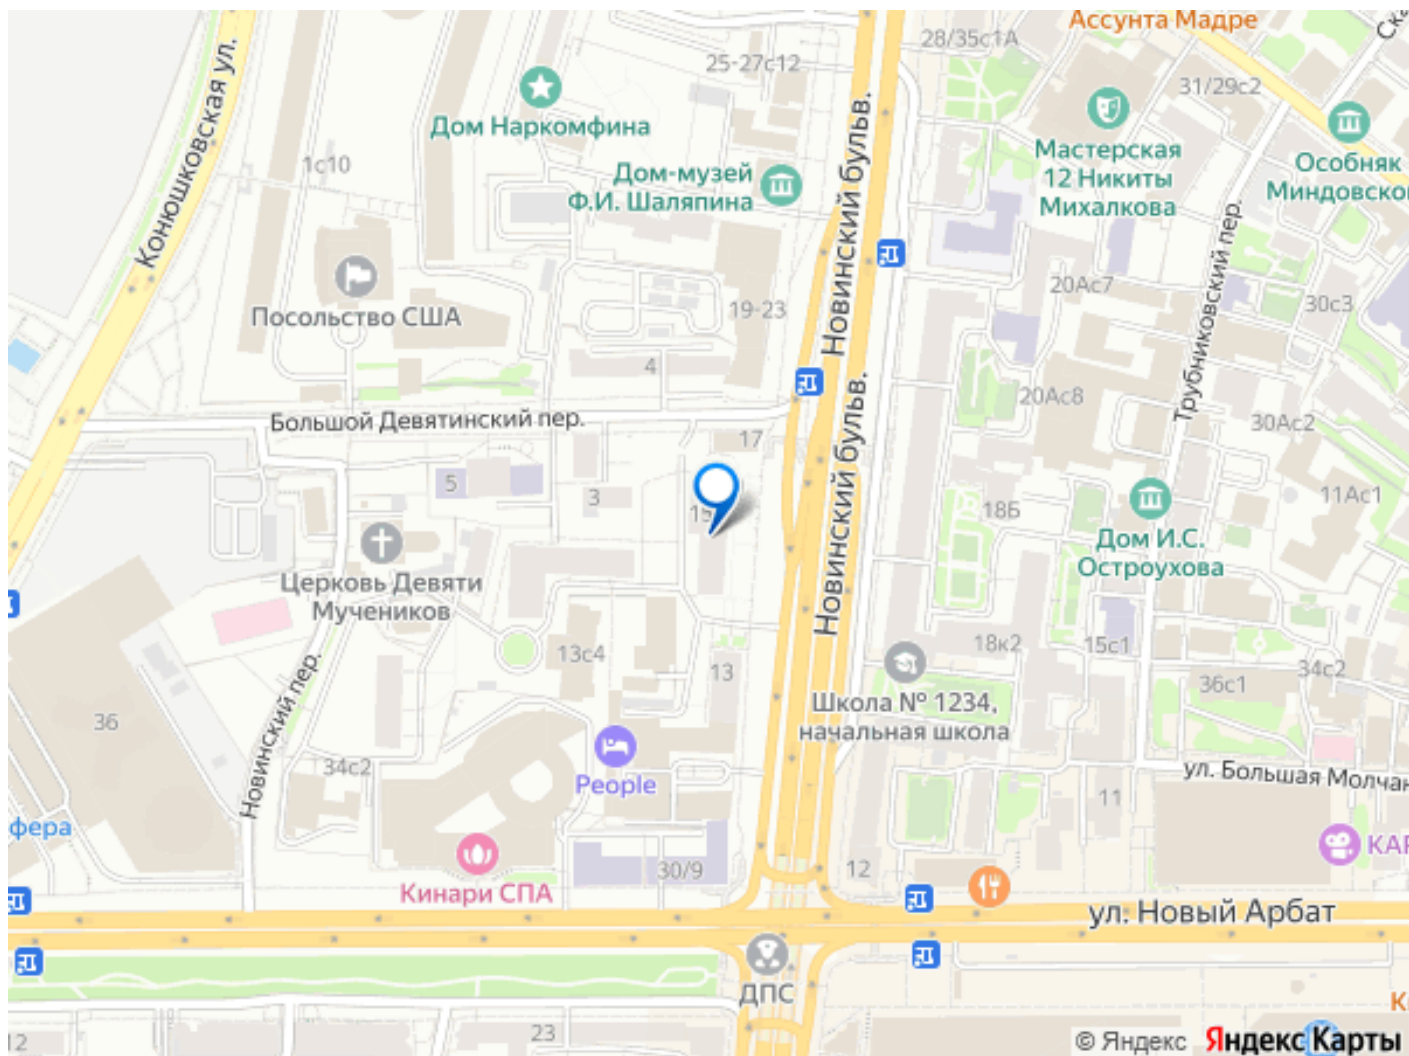 Ассунта Мадре
28/35с1А
25-27с12
31/29с2
Конюшковская ул.
Дом Наркомфина
1с10
Дом-музей
Ф.И. Шаляпина
Новинский бульв.
Мастерская
12 Никиты
Михалкова
Особняк
Миндовског
Трубниковский пер.
20Ас7
30с3
Посольство США
19-23
4
20Ас8
30Ас2
Большой Девятинский пер.
17
Новинский бульв.
5
3
15
18Б
11Ас1
Дом И.С.
Остроухова
Церковь Девяти
Мучеников
13с4
13
18к2
15с1
34с2
36с1
Школа № 1234,
начальная школа
36
Новинский пер.
34с2
People
ул. Большая Молчан
11
фера
КАР
Кинари СПА
30/9
12
ул. Новый Арбат
ДПС
23
12
© Яндекс Яндекс Карты